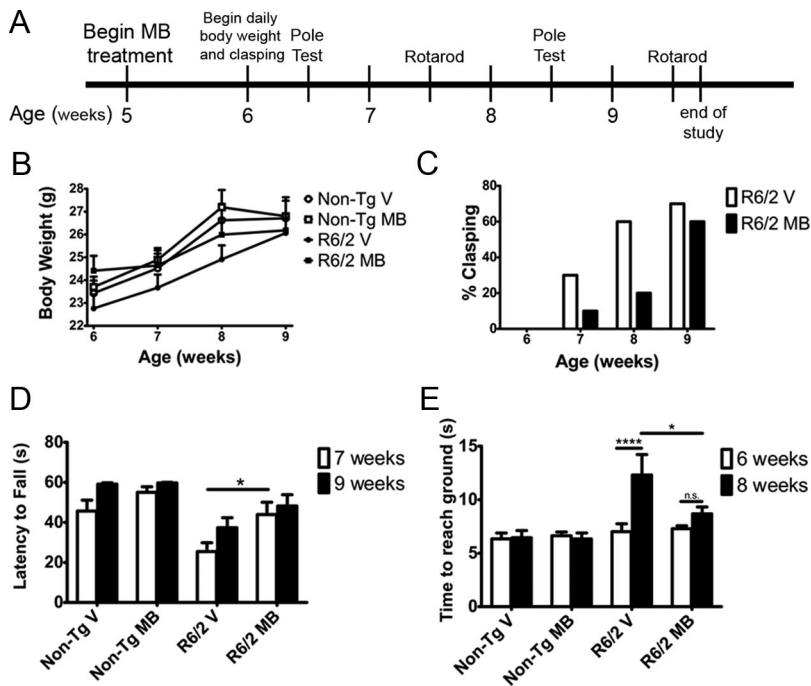 A
Begin MB
treatment
Begin daily
body weight
and clasping
Pole
Test
Rotarod
Pole
Test
Rotarod
Age (weeks) 5 6 7 8 9 end of
study
B
Body Weight (g)
28
27
26
25
24
23
22
6 7 8 9
Age (weeks)
Non-Tg V
Non-Tg MB
R6/2 V
R6/2 MB
C
% Clasping
80
60
40
20
0
6 7 8 9
Age (weeks)
R6/2 V
R6/2 MB
D
Latency to Fall (s)
80
60
40
20
0
*
Non-Tg V
Non-Tg MB
R6/2 V
R6/2 MB
7 weeks
9 weeks
E
Time to reach ground (s)
15
10
5
0
****
*
n.s.
Non-Tg V
Non-Tg MB
R6/2 V
R6/2 MB
6 weeks
8 weeks